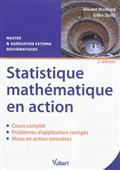 Vincent Rivoirard
Gilles Stoltz
MASTER
& AGRÉGATION EXTERNE
MATHÉMATIQUES
2e édition
Statistique
mathématique
en action
• Cours complet
• Problèmes d'application corrigés
• Mises en action concrètes
Vuibert